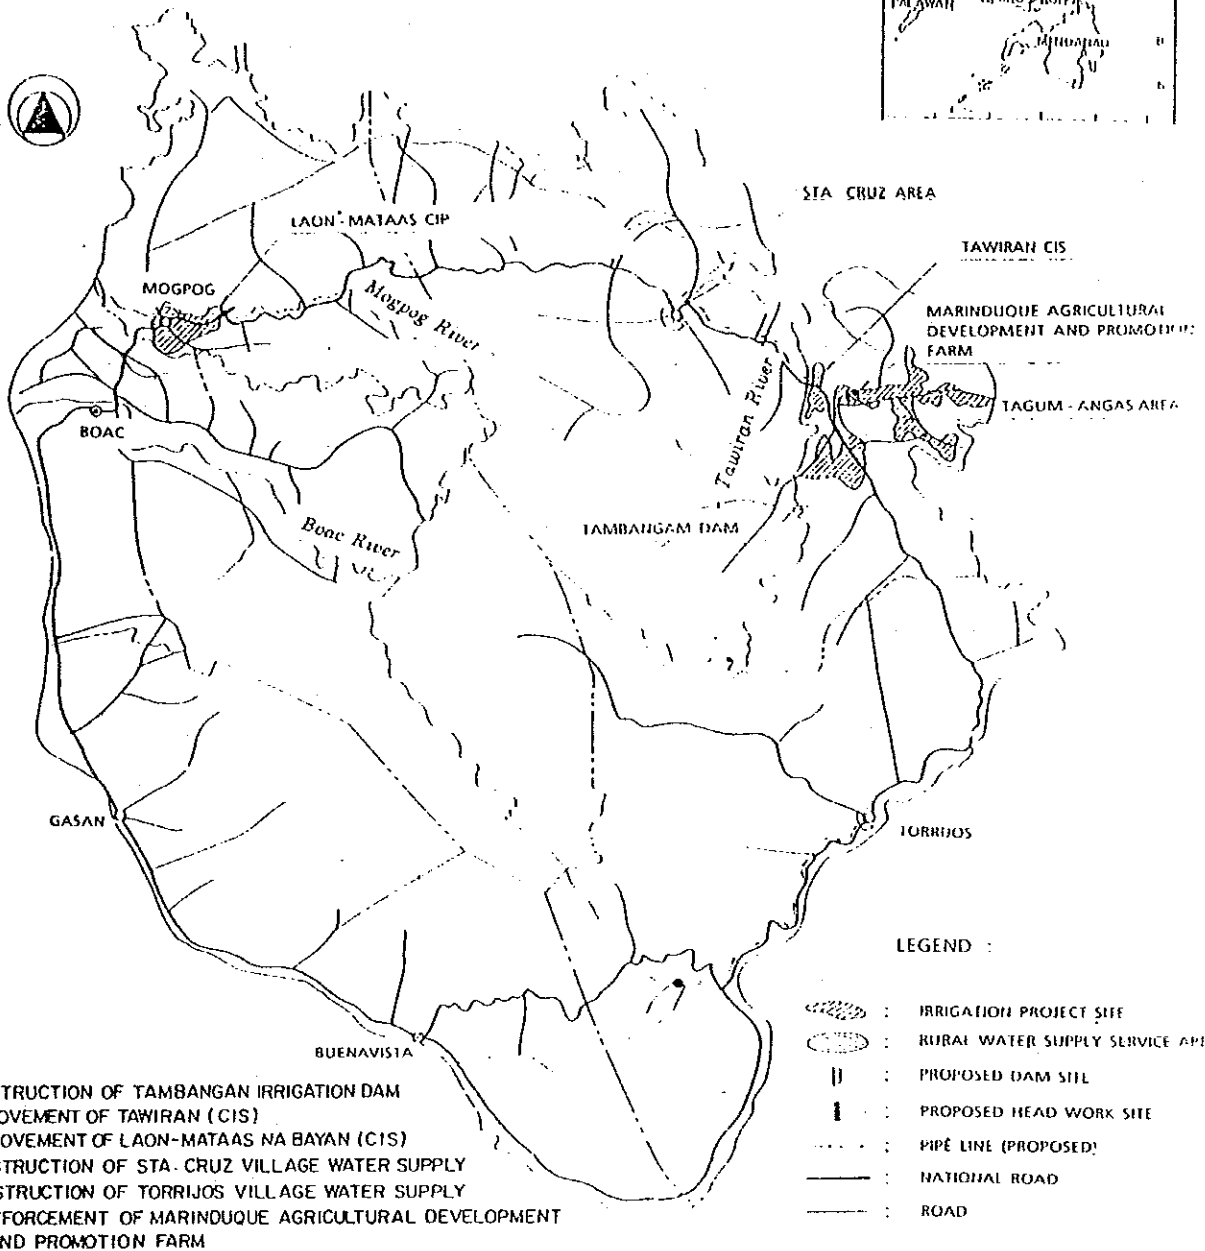 PALAWAN
MINDANAO
STA CRUZ AREA
LAON-MATAAS CIP
TAWIRAN CIS
MOGPOG
Mogpog River
MARINDUQUE AGRICULTURAL
DEVELOPMENT AND PROMOTION
FARM
Tawiran River
TAGUM - ANGAS AREA
BOAC
Boac River
TAMBANGAM DAM
GASAN
TORRIJOS
BUENAVISTA
LEGEND :
: IRRIGATION PROJECT SITE
: RURAL WATER SUPPLY SERVICE
: PROPOSED DAM SITE
: PROPOSED HEAD WORK SITE
: PIPE LINE (PROPOSED)
: NATIONAL ROAD
: ROAD
TRUCTION OF TAMBANGAN IRRIGATION DAM
OVEMENT OF TAWIRAN (CIS)
OVEMENT OF LAON-MATAAS NA BAYAN (CIS)
STRUCTION OF STA. CRUZ VILLAGE WATER SUPPLY
STRUCTION OF TORRIJOS VILLAGE WATER SUPPLY
FORCEMENT OF MARINDUQUE AGRICULTURAL DEVELOPMENT
ND PROMOTION FARM